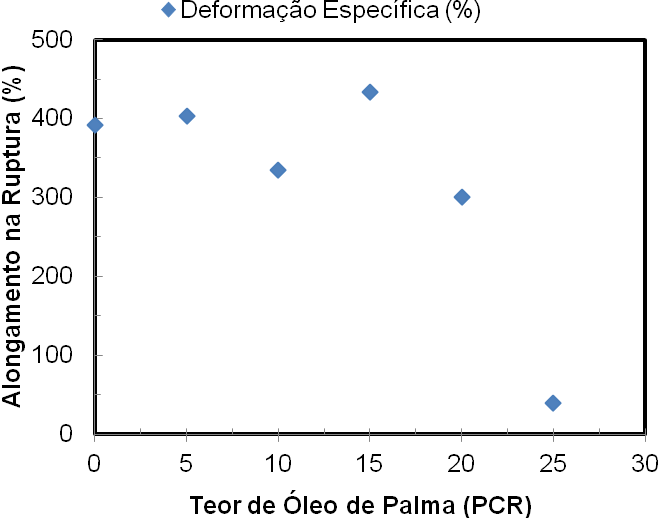 Deformação Específica (%)
500
400
300
200
100
0
Alongamento na Ruptura (%)
0 5 10 15 20 25 30
Teor de Óleo de Palma (PCR)